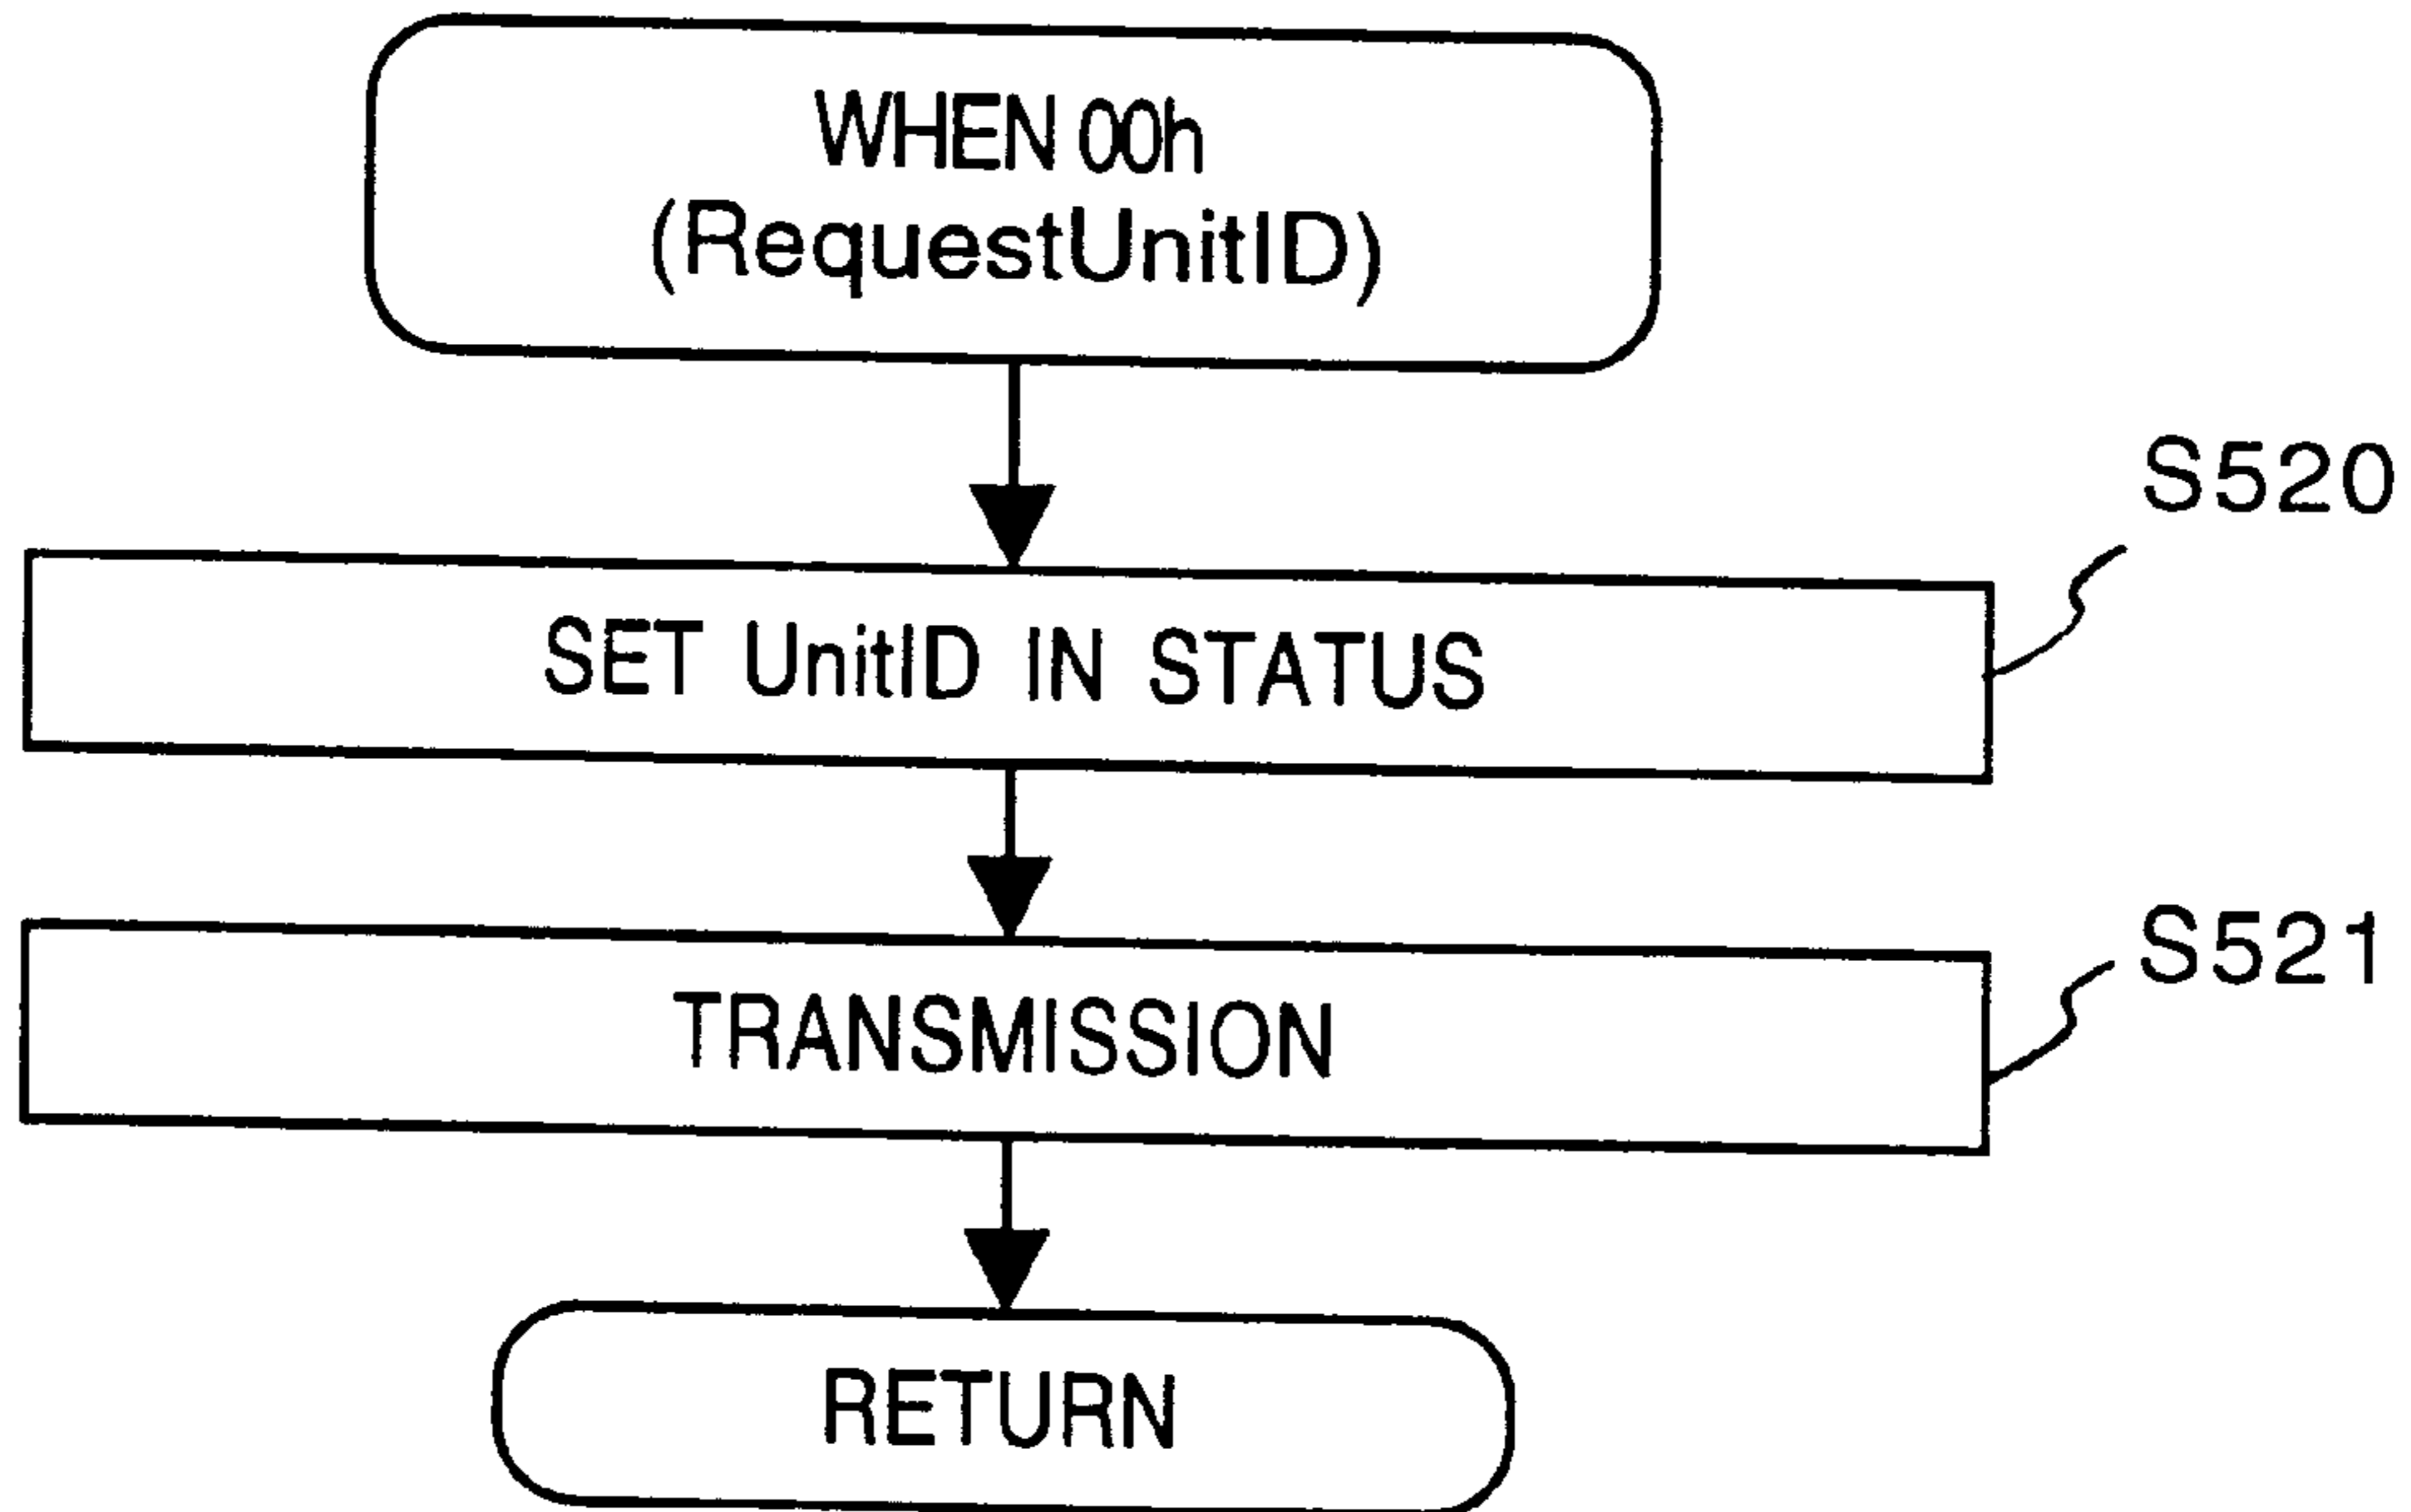 WHEN 00h
(RequestUnitID)
S520
SET UnitID IN STATUS
S521
TRANSMISSION
RETURN